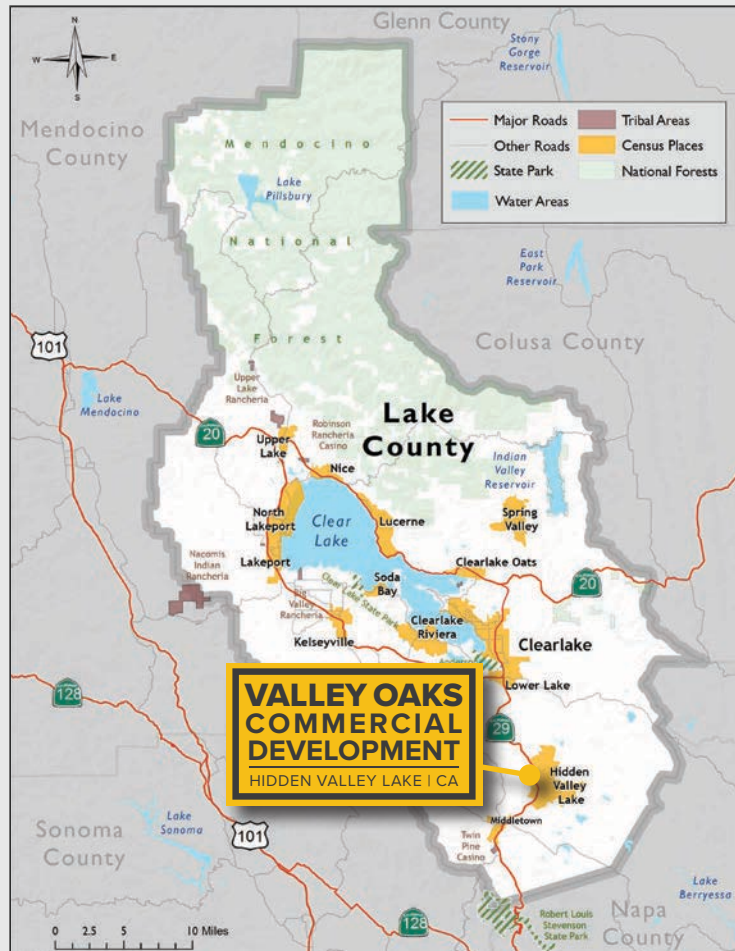 Glenn County
N
W E
S
Stony
Gorge
Reservoir
Mendocino
County
Major Roads
Other Roads
State Park
Water Areas
Tribal Areas
Census Places
National Forests
Mendocino
Lake
Pillsbury
National
East
Park
Reservoir
Forest
Colusa County
101
Lake
Mendocino
Upper
Lake
Rancheria
Lake
County
20
Robinson
Rancheria
Casino
Upper
Lake
Nice
Indian
Valley
Reservoir
North
Lakeport
Clear
Lake
Lucerne
Spring
Valley
Nacomis
Indian
Rancheria
Lakeport
Clearlake Oats
Soda
Bay
20
Big
Valley
Rancheria
Clear Lake State Park
Clearlake
Riviera
Kelseyville
Clearlake
Lower Lake
VALLEY OAKS
COMMERCIAL
DEVELOPMENT
HIDDEN VALLEY LAKE | CA
128
29
Hidden
Valley
Lake
Middletown
Lake
Sonoma
Sonoma
County
101
Twin
Pine
Casino
Lake
Berryessa
Robert Louis
Stevenson
State Park
Napa
County
128
0 2.5 5 10 Miles